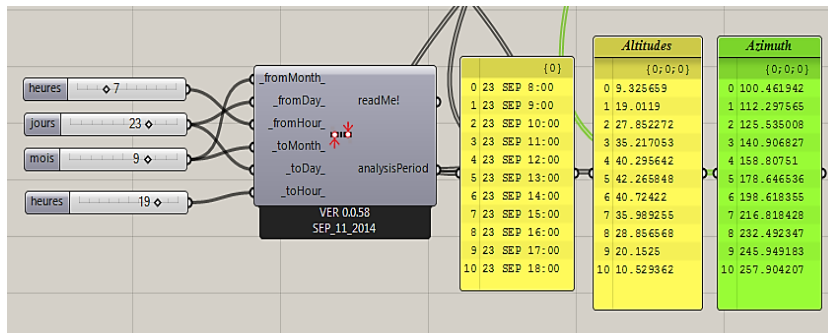 heures 7
jours 23
mois 9
heures 19
_fromMonth_
_fromDay_
_fromHour_
_toMonth_
_toDay_
_toHour_
readMe!
analysisPeriod
VER 0.0.58
SEP_11_2014
{0}
0 23 SEP 8:00
1 23 SEP 9:00
2 23 SEP 10:00
3 23 SEP 11:00
4 23 SEP 12:00
5 23 SEP 13:00
6 23 SEP 14:00
7 23 SEP 15:00
8 23 SEP 16:00
9 23 SEP 17:00
10 23 SEP 18:00
Altitudes
{0;0;0}
0 9.325659
1 19.0119
2 27.852272
3 35.217053
4 40.295642
5 42.265848
6 40.72422
7 35.989255
8 28.856568
9 20.1525
10 10.529362
Azimuth
{0;0;0}
0 100.461942
1 112.297565
2 125.535008
3 140.906827
4 158.80751
5 178.646536
6 198.618355
7 216.818428
8 232.492347
9 245.949183
10 257.904207